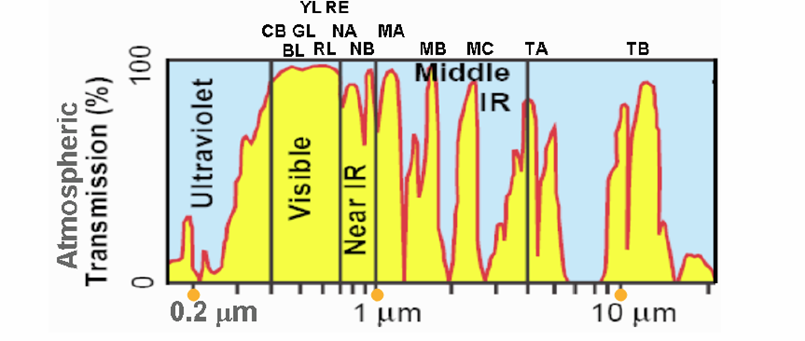 YL RE
CB GL NA MA
BL RL NB MB MC TA TB
100
Middle
IR
Ultraviolet
Visible
Near IR
Atmospheric
Transmission (%)
0
0.2 μm 1 μm 10 μm